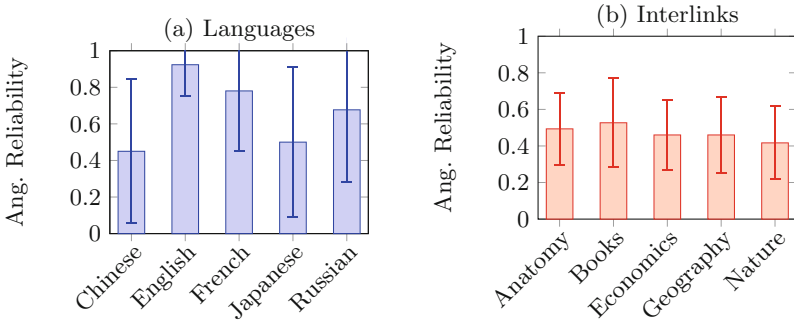 (a) Languages
Ang. Reliability
1
0.8
0.6
0.4
0.2
0
Chinese
English
French
Japanese
Russian
(b) Interlinks
Ang. Reliability
1
0.8
0.6
0.4
0.2
0
Anatomy
Books
Economics
Geography
Nature